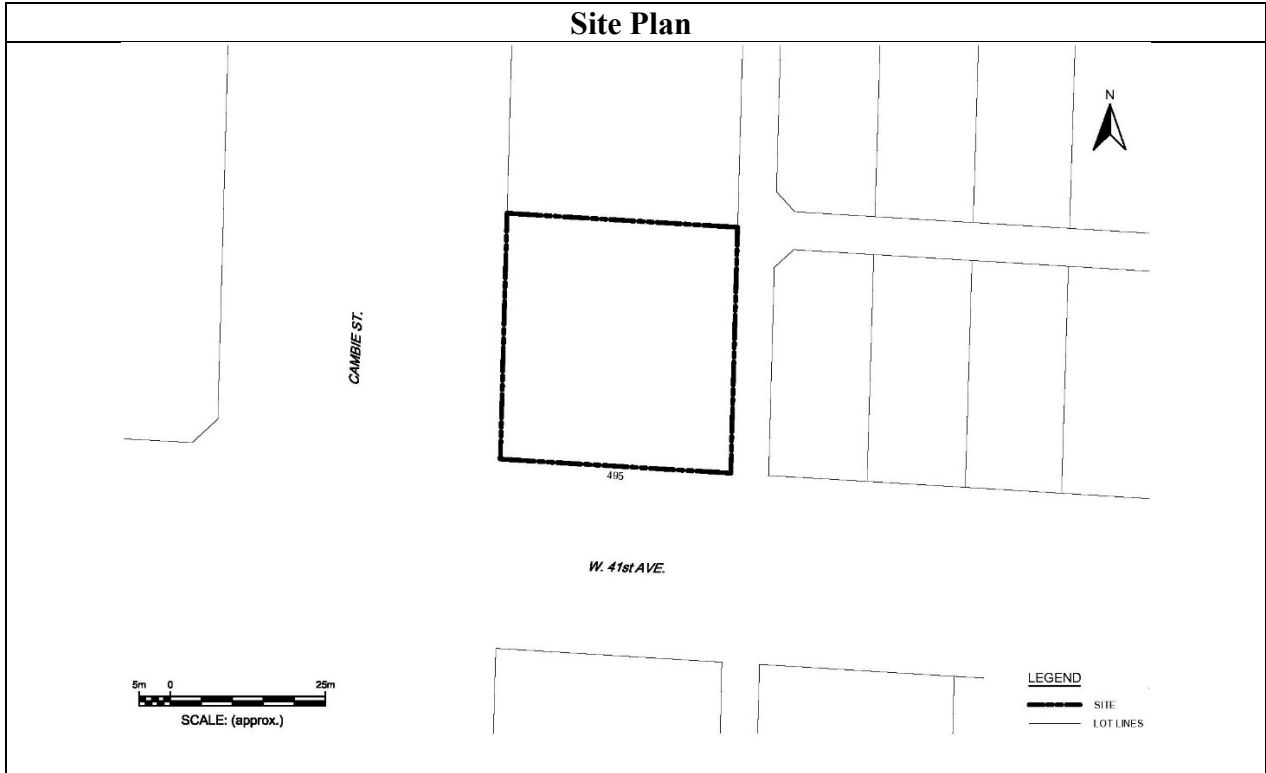 Site Plan
N
CAMBIE ST.
495
W. 41st AVE.
5m 0 25m
SCALE: (approx.)
LEGEND
SITE
LOT LINES